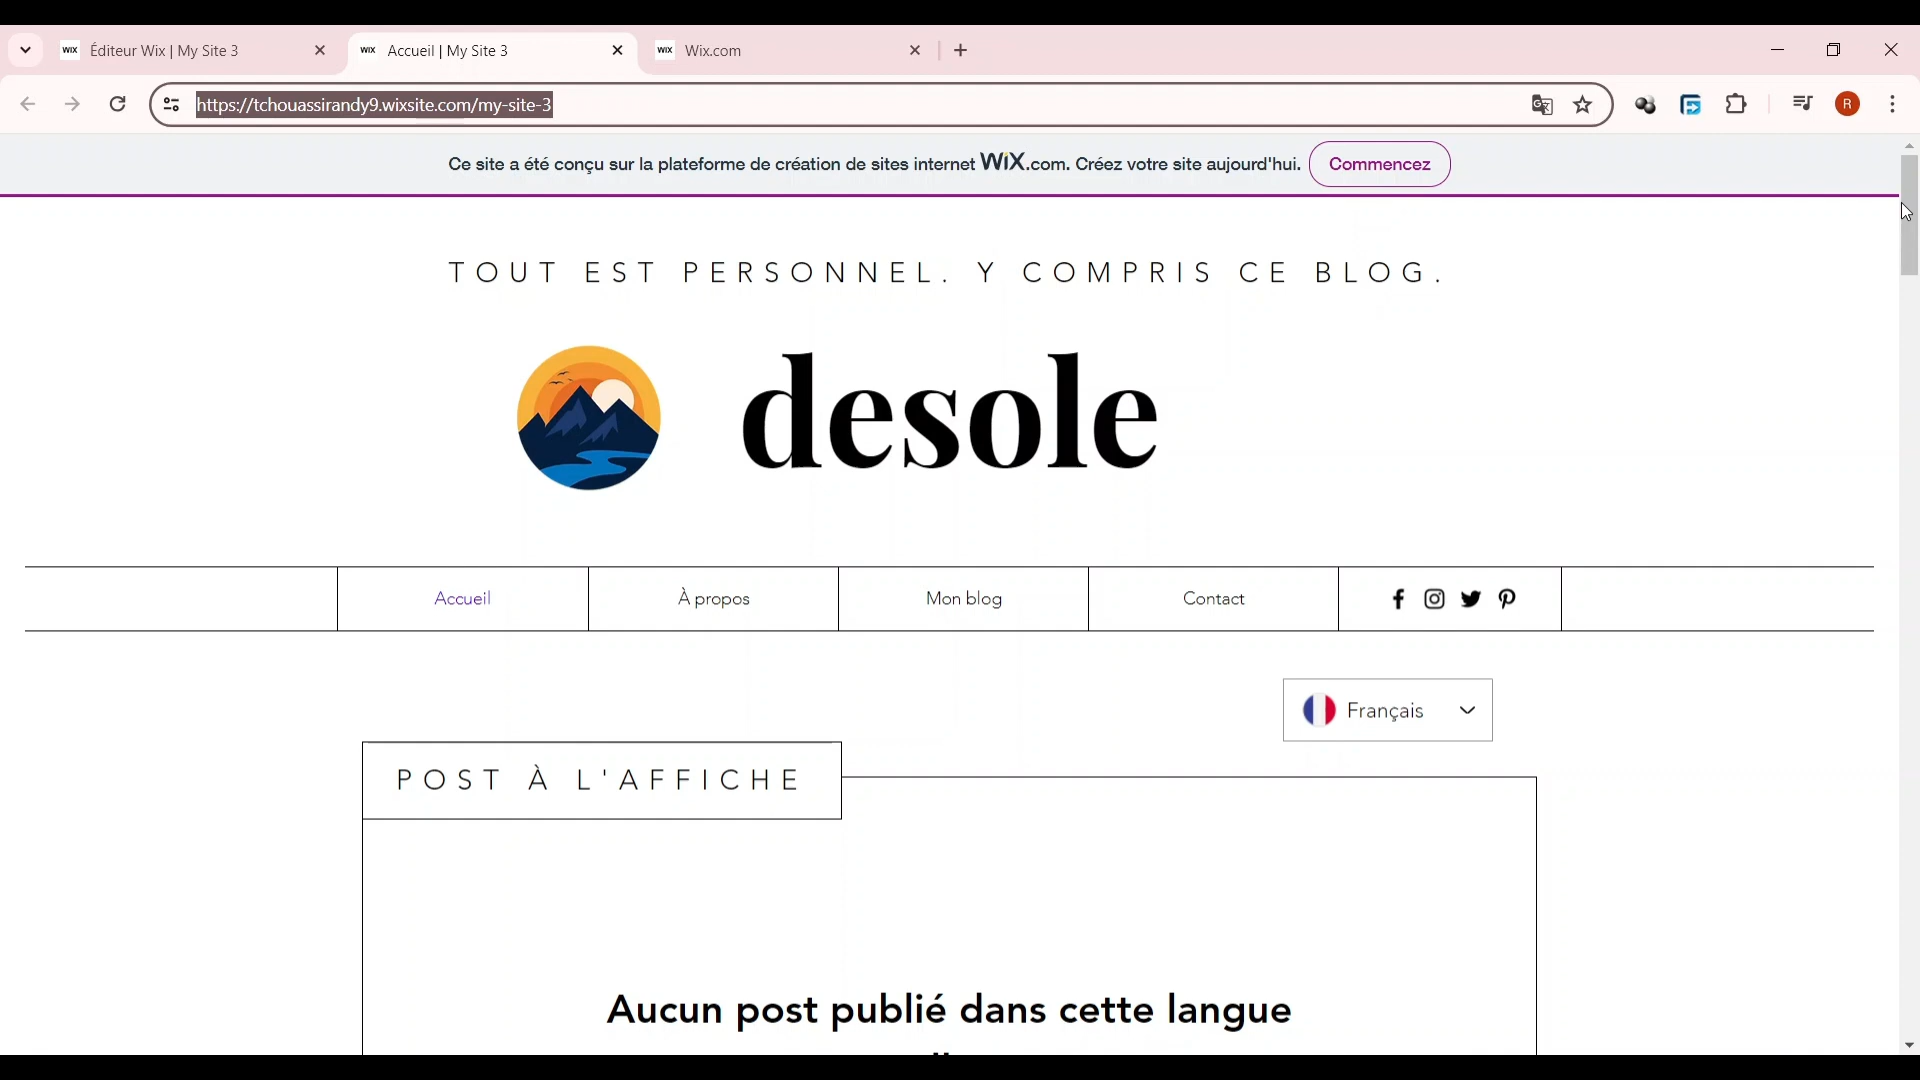 Éditeur Wix | My Site 3
Accueil | My Site 3
Wix.com
https://tchouassirandy9.wixsite.com/my-site-3
R
Ce site a été conçu sur la plateforme de création de sites internet WiX.com. Créez votre site aujourd'hui. Commencez
TOUT EST PERSONNEL. Y COMPRIS CE BLOG.
desole
Accueil À propos Mon blog Contact
Français
POST À L'AFFICHE
Aucun post publié dans cette langue